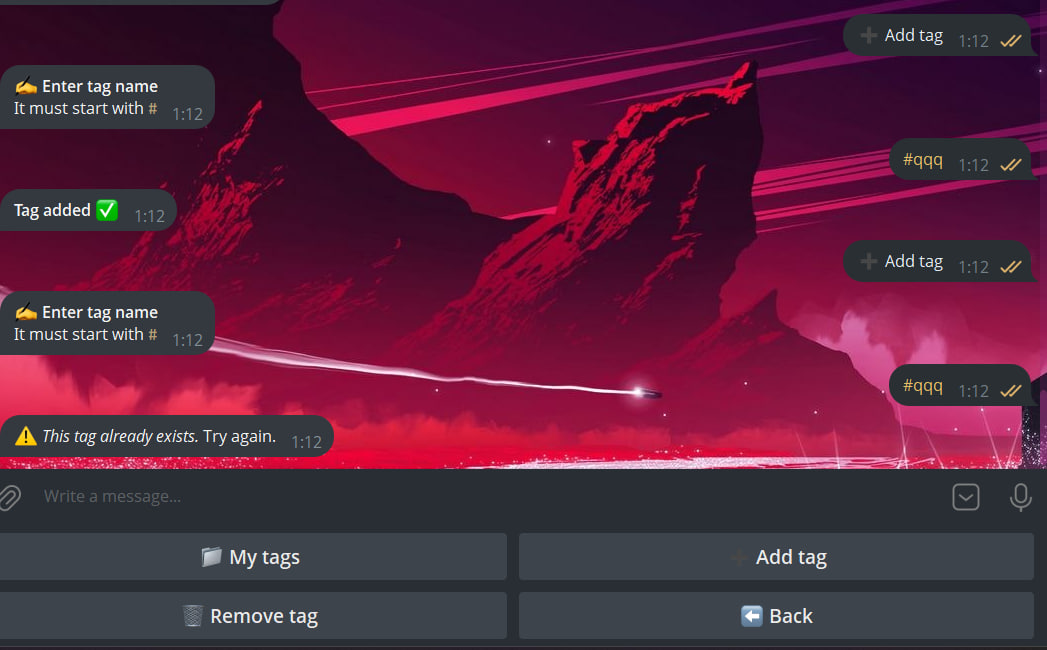 ➕ Add tag 1:12
✍️ Enter tag name
It must start with # 1:12
#qqq 1:12
Tag added ✅ 1:12
➕ Add tag 1:12
✍️ Enter tag name
It must start with # 1:12
#qqq 1:12
⚠️ This tag already exists. Try again. 1:12
Write a message...
📁 My tags
➕ Add tag
🗑️ Remove tag
⬅️ Back